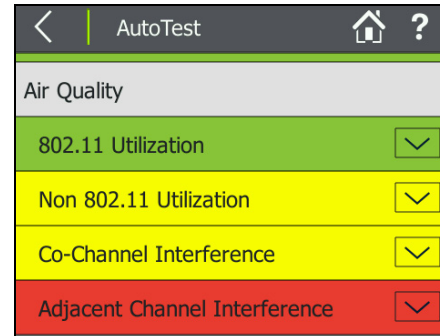 AutoTest ?
Air Quality
802.11 Utilization
Non 802.11 Utilization
Co-Channel Interference
Adjacent Channel Interference